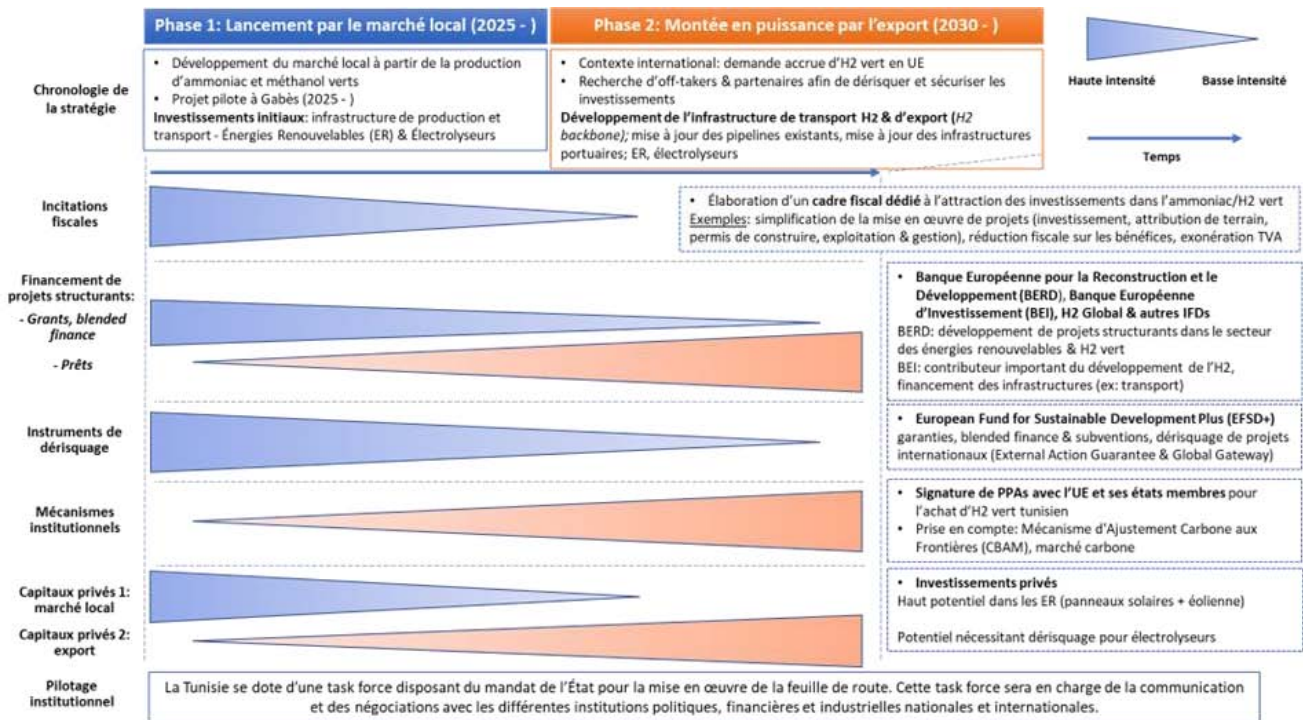 Phase 1: Lancement par le marché local (2025 - )
Phase 2: Montée en puissance par l'export (2030 - )
Chronologie de
la stratégie
• Développement du marché local à partir de la production
d'ammoniac et méthanol verts
• Projet pilote à Gabès (2025 - )
Investissements initiaux: infrastructure de production et
transport - Énergies Renouvelables (ER) & Électrolyseurs
• Contexte international: demande accrue d'H2 vert en UE
• Recherche d'off-takers & partenaires afin de dérisquer et sécuriser les
investissements
Développement de l'infrastructure de transport H2 & d'export (H2
backbone); mise à jour des pipelines existants, mise à jour des infrastructures
portuaires; ER, électrolyseurs
Haute intensité
Basse intensité
Temps
Incitations
fiscales
• Élaboration d'un cadre fiscal dédié à l'attraction des investissements dans l'ammoniac/H2 vert
Exemples: simplification de la mise en œuvre de projets (investissement, attribution de terrain,
permis de construire, exploitation & gestion), réduction fiscale sur les bénéfices, exonération TVA
Financement de
projets structurants:
- Grants, blended
finance
- Prêts
• Banque Européenne pour la Reconstruction et le
Développement (BERD), Banque Européenne
d'Investissement (BEI), H2 Global & autres IFDs
BERD: développement de projets structurants dans le secteur
des énergies renouvelables & H2 vert
BEI: contributeur important du développement de l'H2,
financement des infrastructures (ex: transport)
Instruments de
dérisquage
• European Fund for Sustainable Development Plus (EFSD+)
garanties, blended finance & subventions, dérisquage de projets
internationaux (External Action Guarantee & Global Gateway)
Mécanismes
institutionnels
• Signature de PPAs avec l'UE et ses états membres pour
l'achat d'H2 vert tunisien
• Prise en compte: Mécanisme d'Ajustement Carbone aux
Frontières (CBAM), marché carbone
Capitaux privés 1:
marché local
Capitaux privés 2:
export
• Investissements privés
Haut potentiel dans les ER (panneaux solaires + éolienne)
Potentiel nécessitant dérisquage pour électrolyseurs
Pilotage
institutionnel
La Tunisie se dote d'une task force disposant du mandat de l'État pour la mise en œuvre de la feuille de route. Cette task force sera en charge de la communication
et des négociations avec les différentes institutions politiques, financières et industrielles nationales et internationales.